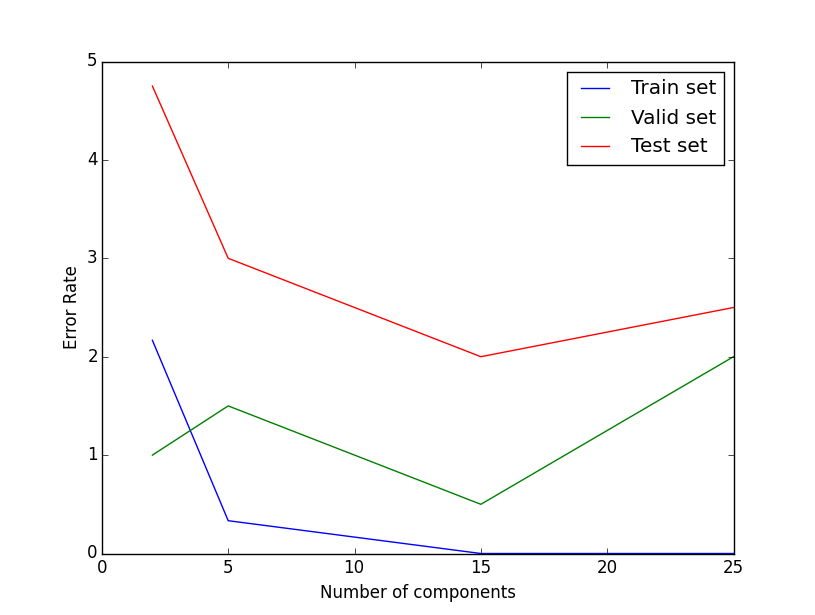 5
4
3
2
1
0
0
5
10
15
20
25
Error Rate
Number of components
Train set
Valid set
Test set